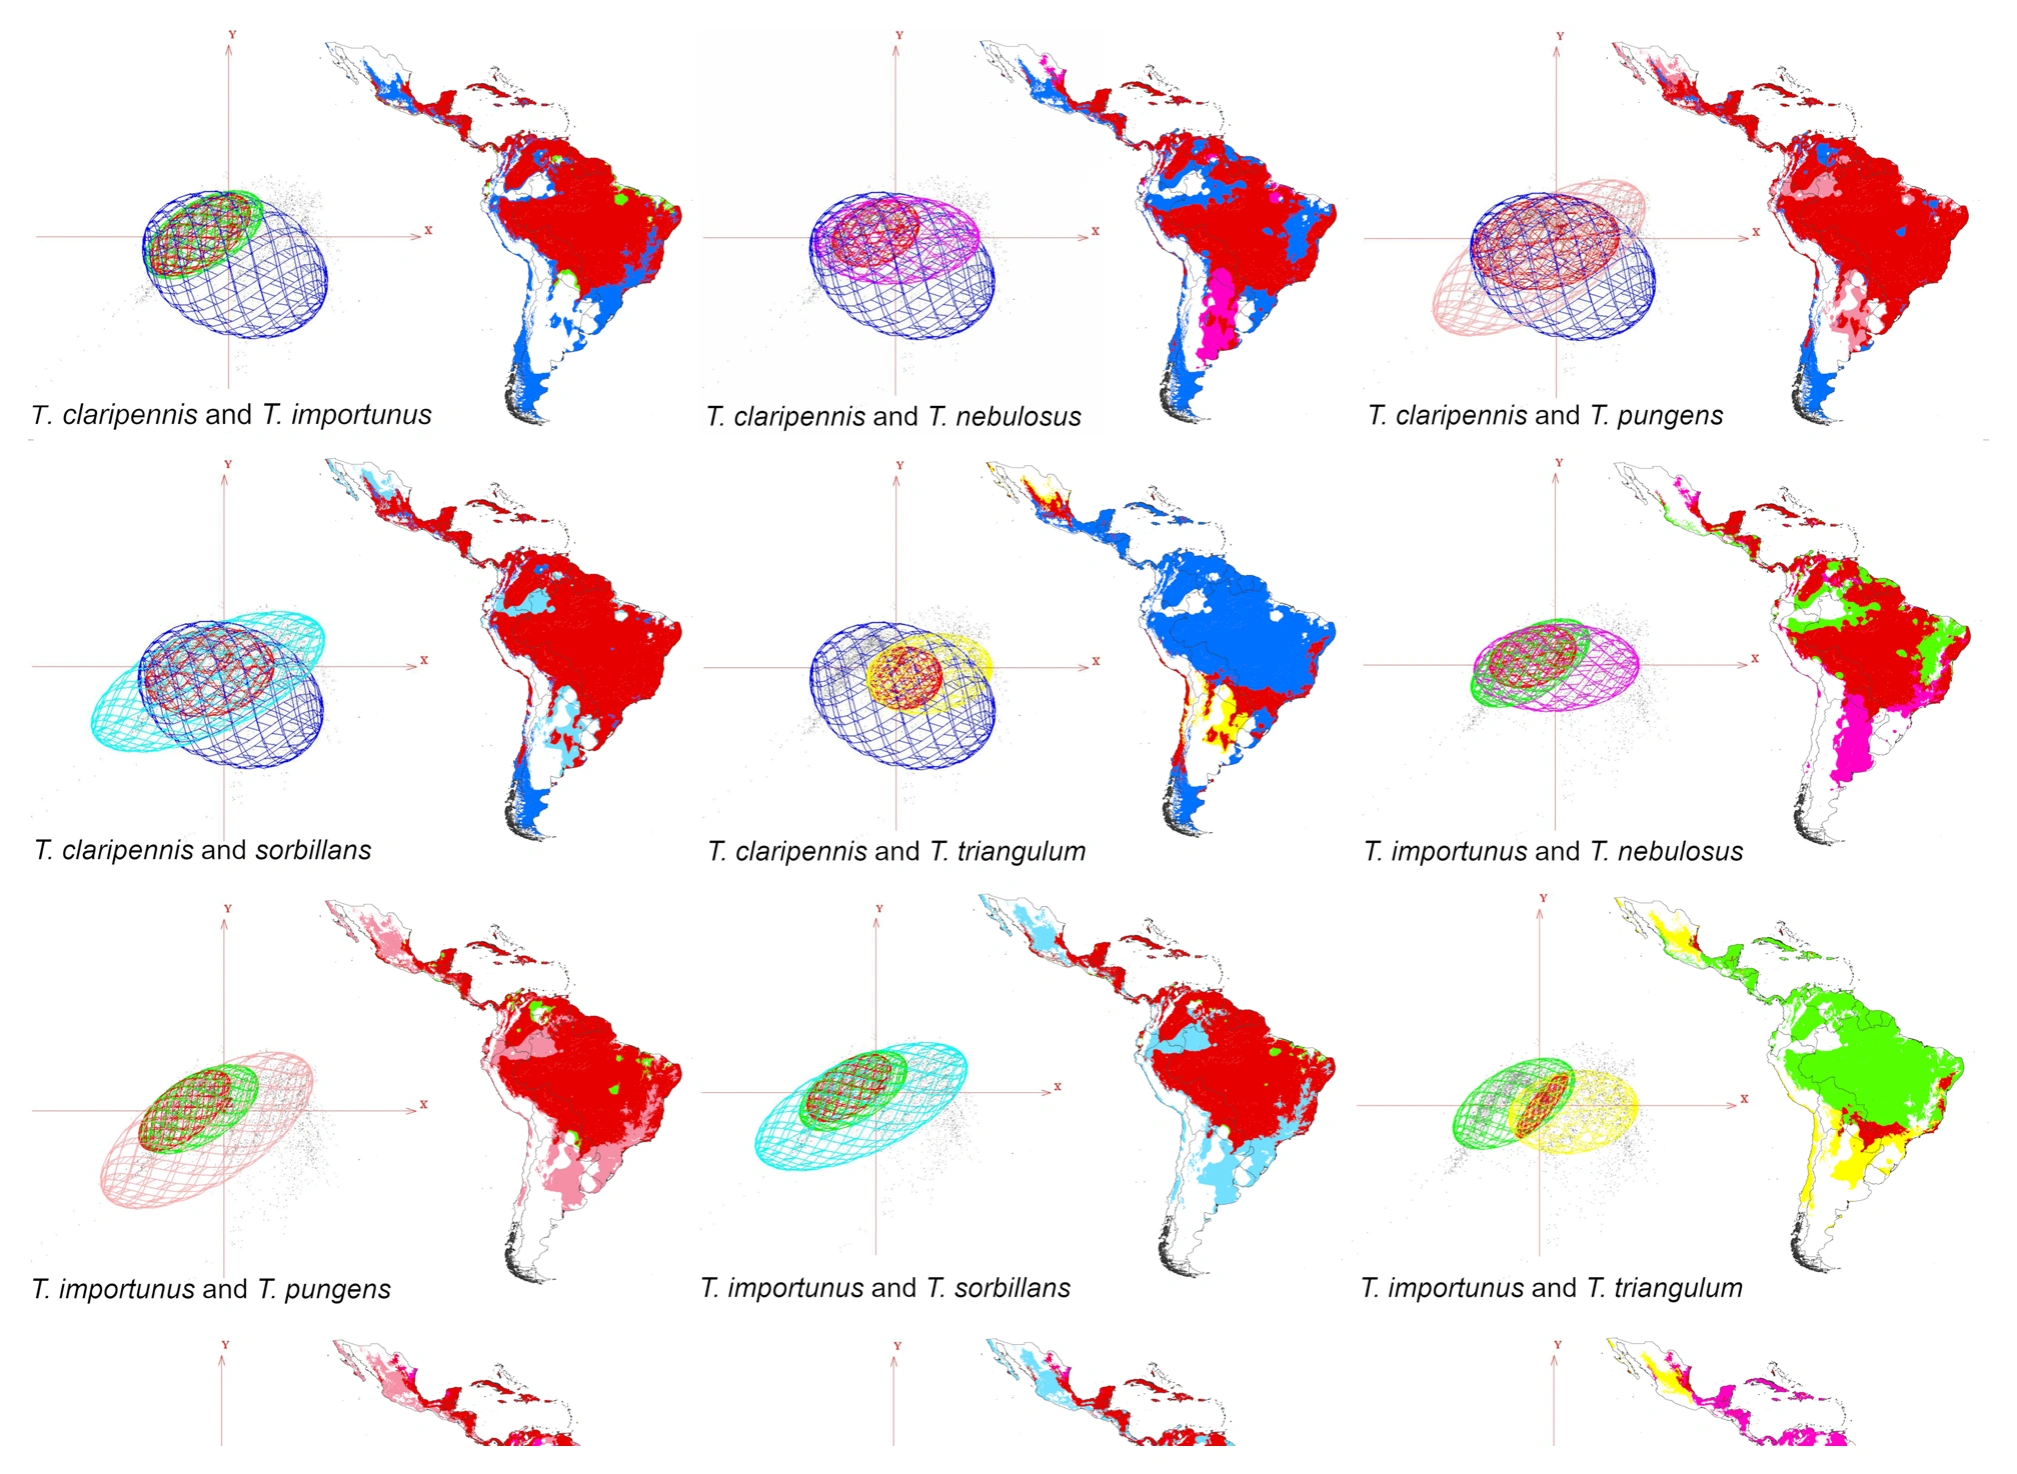 Y Y Y
X X X
T. claripennis and T. importunus T. claripennis and T. nebulosus T. claripennis and T. pungens
Y Y Y
X X X
T. claripennis and sorbillans T. claripennis and T. triangulum T. importunus and T. nebulosus
Y Y Y
X X X
T. importunus and T. pungens T. importunus and T. sorbillans T. importunus and T. triangulum
Y Y Y